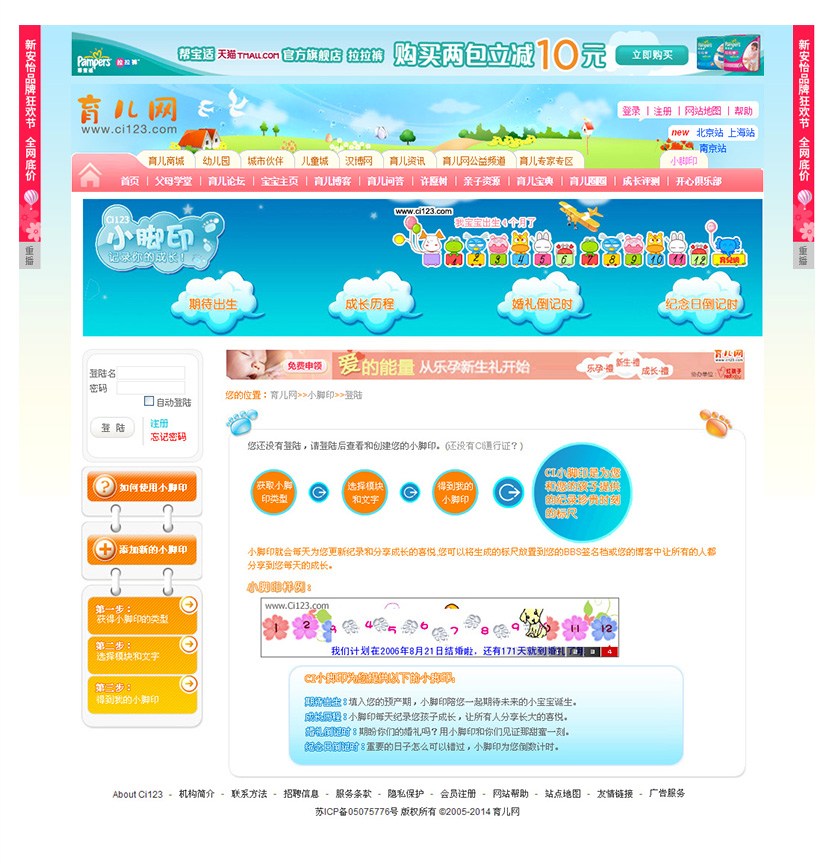 新安怡品牌狂欢节 全网底价
重播
Pampers 帮宝适 拉拉裤
帮宝适 天猫TMALL.COM 官方旗舰店 拉拉裤 购买两包立减10元 立即购买
新安怡品牌狂欢节 全网底价
重播
育儿网
www.ci123.com
登录 | 注册 | 网站地图 | 帮助
new 北京站 上海站
南京站
育儿商城 幼儿园 城市伙伴 儿童城 汉博网 育儿资讯 育儿网公益频道 育儿专家专区 小脚印
首页 | 父母学堂 | 育儿论坛 | 宝宝主页 | 育儿博客 | 育儿问答 | 许愿树 | 亲子资源 | 育儿宝典 | 育儿圈圈 | 成长评测 | 开心俱乐部
Ci123
小脚印
记录你的成长!
www.ci123.com
我宝宝出生4个月了
1 2 3 4 5 6 7 8 9 10 11 12
期待出生 成长历程 婚礼倒记时 纪念日倒记时
免费申领 爱的能量 从乐孕新生礼开始 乐孕·禮 新生·禮 成长·禮
育儿网
登陆名
密码
自动登陆
登 陆 注册
忘记密码
您的位置:育儿网>>小脚印>>登陆
您还没有登陆,请登陆后查看和创建您的小脚印。(还没有CI通行证?)
如何使用小脚印
添加新的小脚印
第一步:
获得小脚印的类型
第二步:
选择模块和文字
第三步:
得到我的小脚印
获取小脚
印类型
选择模块
和文字
得到我的
小脚印
CI小脚印是为您
和您的孩子提供
的纪录珍贵时刻
的标尺
小脚印就会每天为您更新纪录和分享成长的喜悦,您可以将生成的标尺放置到您的BBS签名档或您的博客中让所有的人都
分享到您每天的成长。
小脚印样例:
www.Ci123.com
1 2 3 4 5 6 7 8 9 11 12
我们计划在2006年8月21日结婚啦,还有171天就到婚礼了
3 4
CI小脚印为您提供以下的小脚印:
期待出生:填入您的预产期,小脚印陪您一起期待未来的小宝宝诞生。
成长历程:小脚印每天纪录您孩子成长,让所有人分享长大的喜悦。
婚礼倒记时:期盼你们的婚礼吗?用小脚印和你们见证那甜蜜一刻。
纪念日倒记时:重要的日子怎么可以错过,小脚印为您倒数计时。
About Ci123 - 机构简介 - 联系方法 - 招聘信息 - 服务条款 - 隐私保护 - 会员注册 - 网站帮助 - 站点地图 - 友情链接 - 广告服务
苏ICP备05075776号 版权所有 ©2005-2014 育儿网